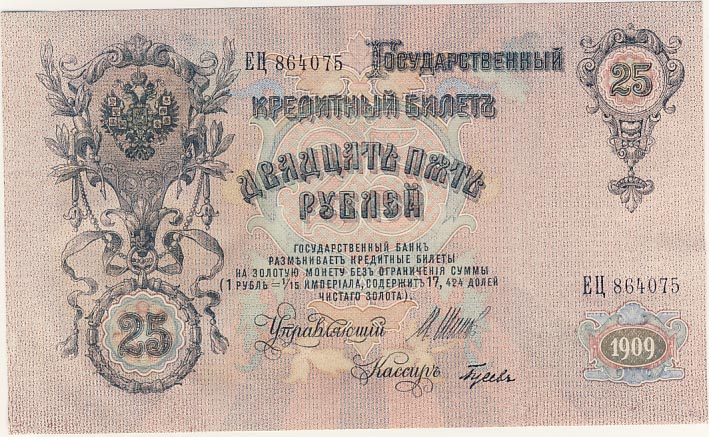 ЕЦ 864075
Государственный
кредитный билетъ
25
двадцать пять
рублей
Государственный банкъ
размѣниваетъ кредитные билеты
на золотую монету безъ ограниченія суммы
(1 рубль = 1/15 имперіала, содержитъ 17, 424 долей
чистаго золота).
ЕЦ 864075
25
Управляющій
Кассиръ
1909